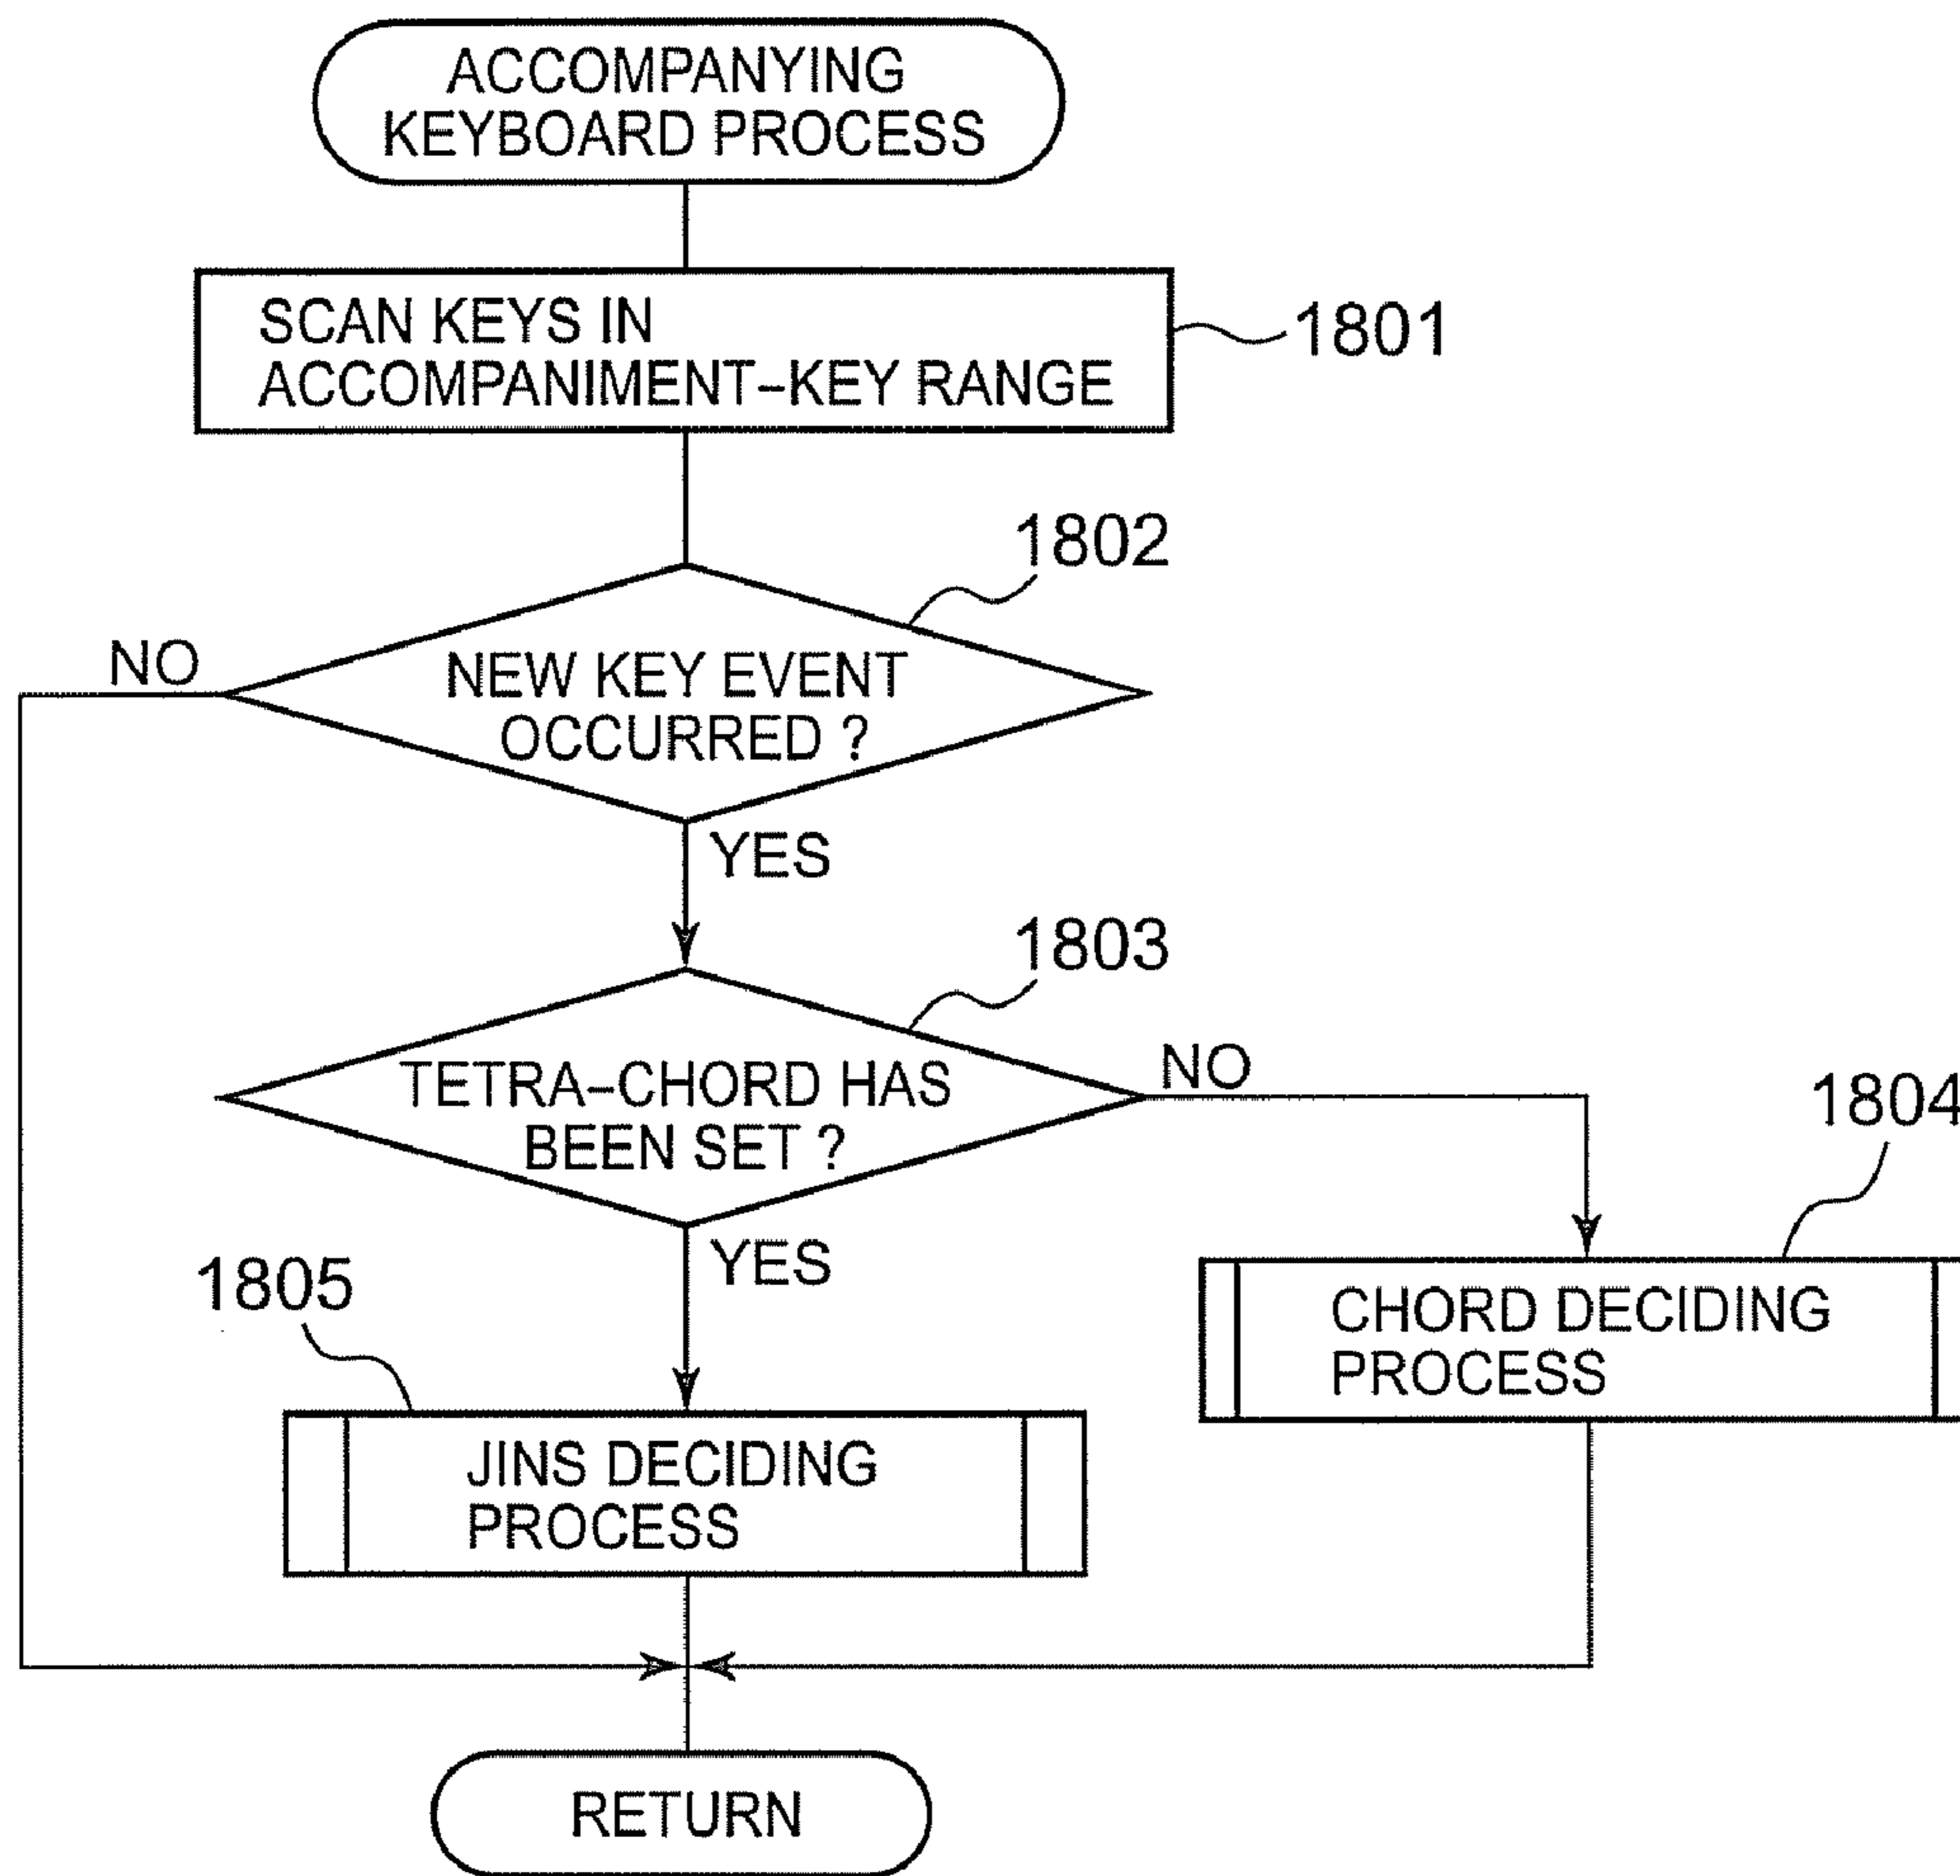 ACCOMPANYING
KEYBOARD PROCESS
SCAN KEYS IN
ACCOMPANIMENT-KEY RANGE
1801
1802
NO
NEW KEY EVENT
OCCURRED ?
YES
1803
TETRA-CHORD HAS
BEEN SET ?
NO
1804
YES
1805
CHORD DECIDING
PROCESS
JINS DECIDING
PROCESS
RETURN